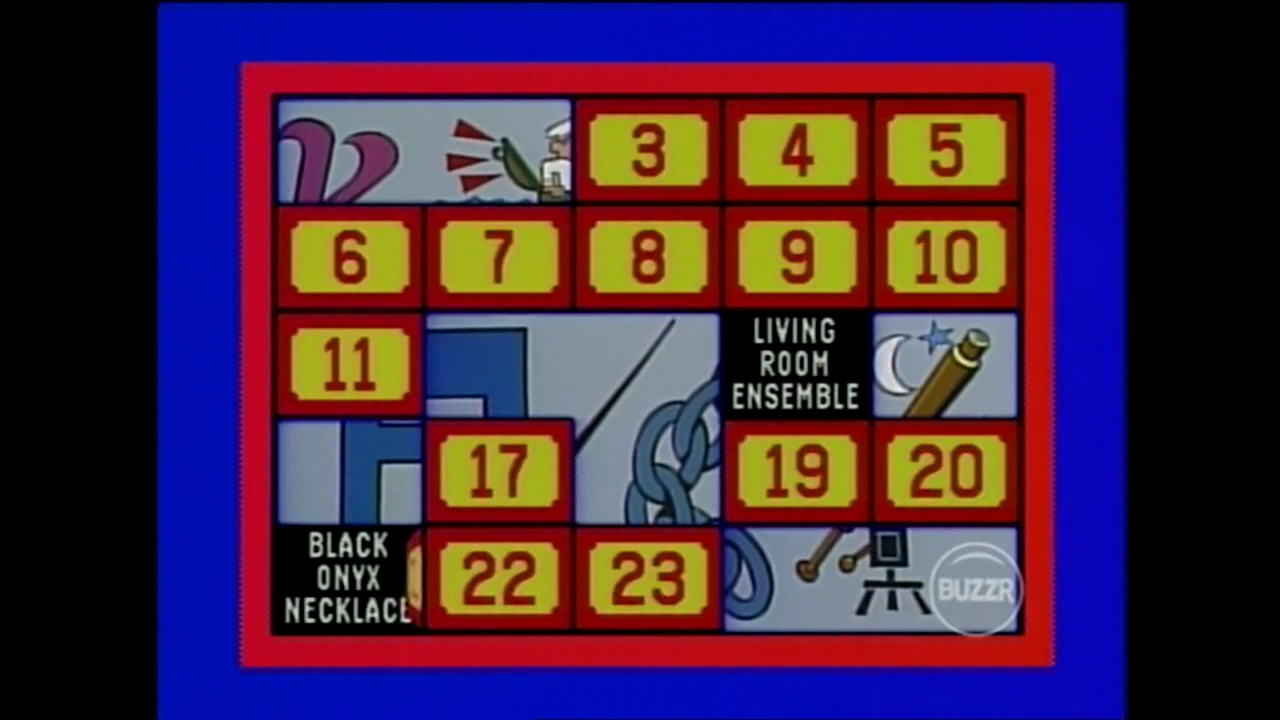 3 4 5
6 7 8 9 10
11
LIVING
ROOM
ENSEMBLE
17 19 20
BLACK
ONYX
NECKLACE
22 23
BUZZR